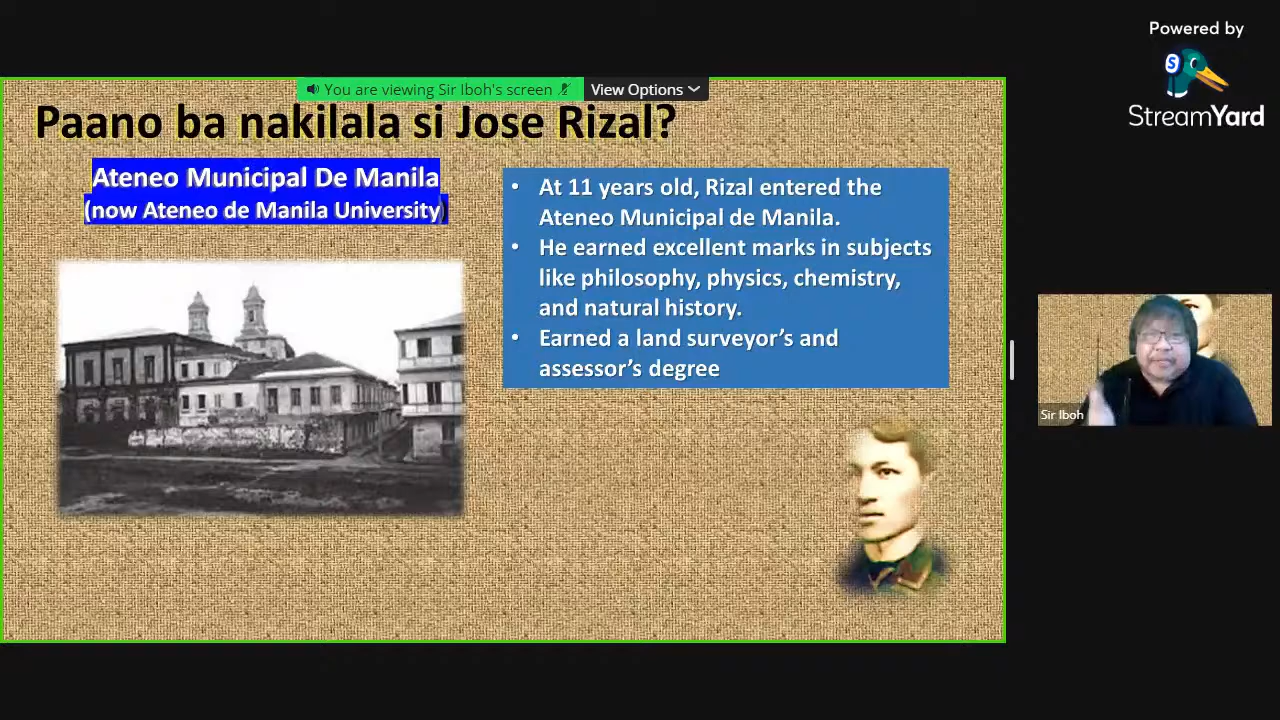 Powered by
StreamYard
You are viewing Sir Iboh's screen
View Options
Paano ba nakilala si Jose Rizal?
Ateneo Municipal De Manila
(now Ateneo de Manila University)
• At 11 years old, Rizal entered the
Ateneo Municipal de Manila.
• He earned excellent marks in subjects
like philosophy, physics, chemistry,
and natural history.
• Earned a land surveyor's and
assessor's degree
Sir Iboh